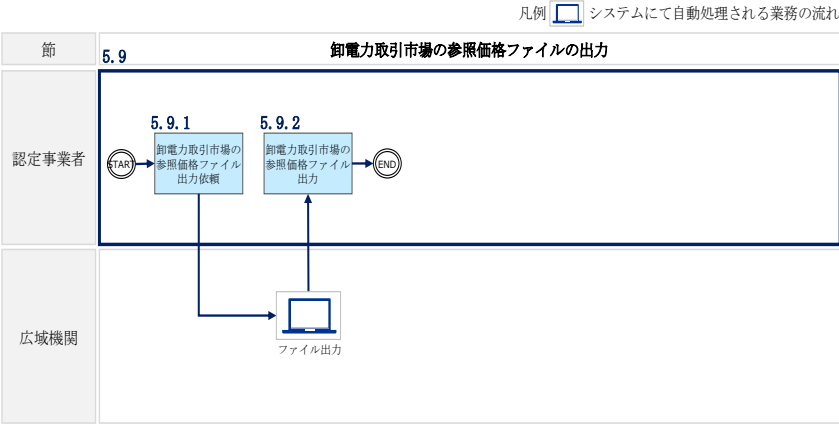 凡例 システムにて自動処理される業務の流れ
節
5.9
卸電力取引市場の参照価格ファイルの出力
認定事業者
START
5.9.1
卸電力取引市場の
参照価格ファイル
出力依頼
5.9.2
卸電力取引市場の
参照価格ファイル
出力
END
広域機関
ファイル出力